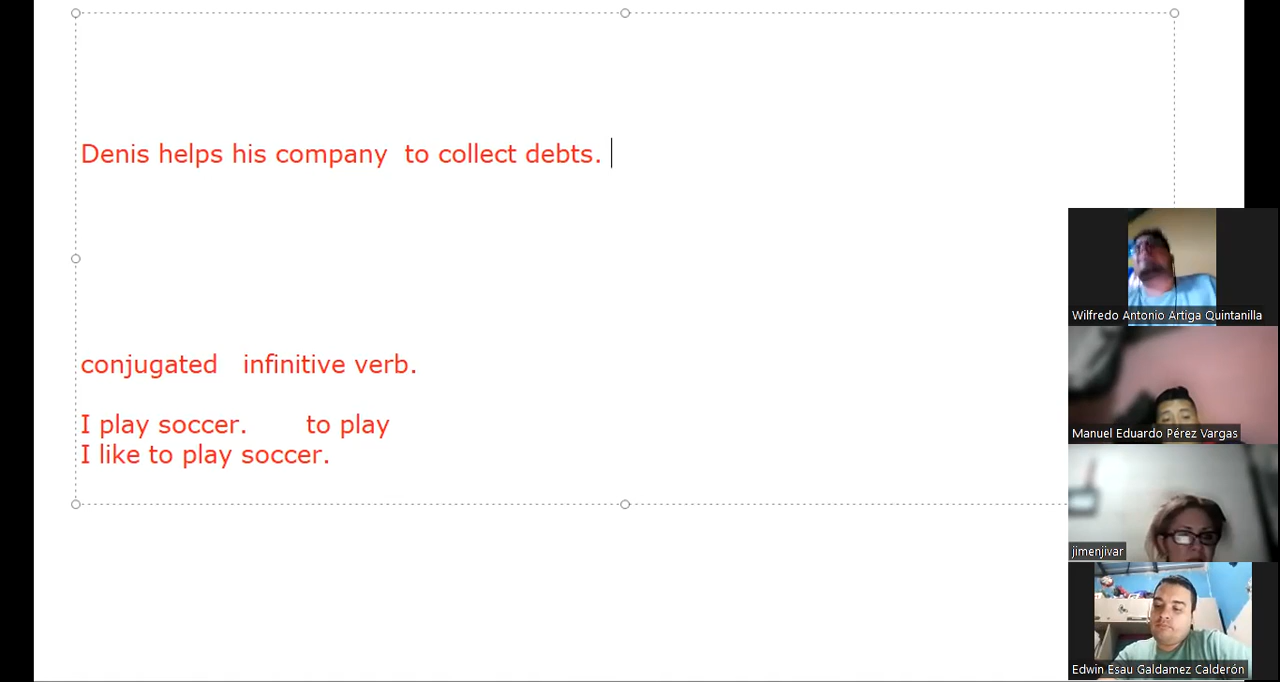 Denis helps his company  to collect debts.
conjugated   infinitive verb.
I play soccer.       to play
I like to play soccer.
Wilfredo Antonio Artiga Quintanilla
Manuel Eduardo Pérez Vargas
jimenjivar
Edwin Esau Galdamez Calderón